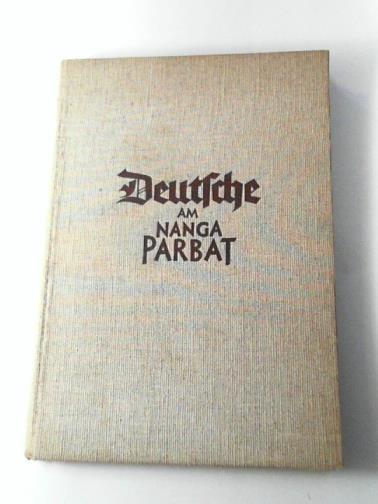 Deutſche
AM
NANGA
PARBAT